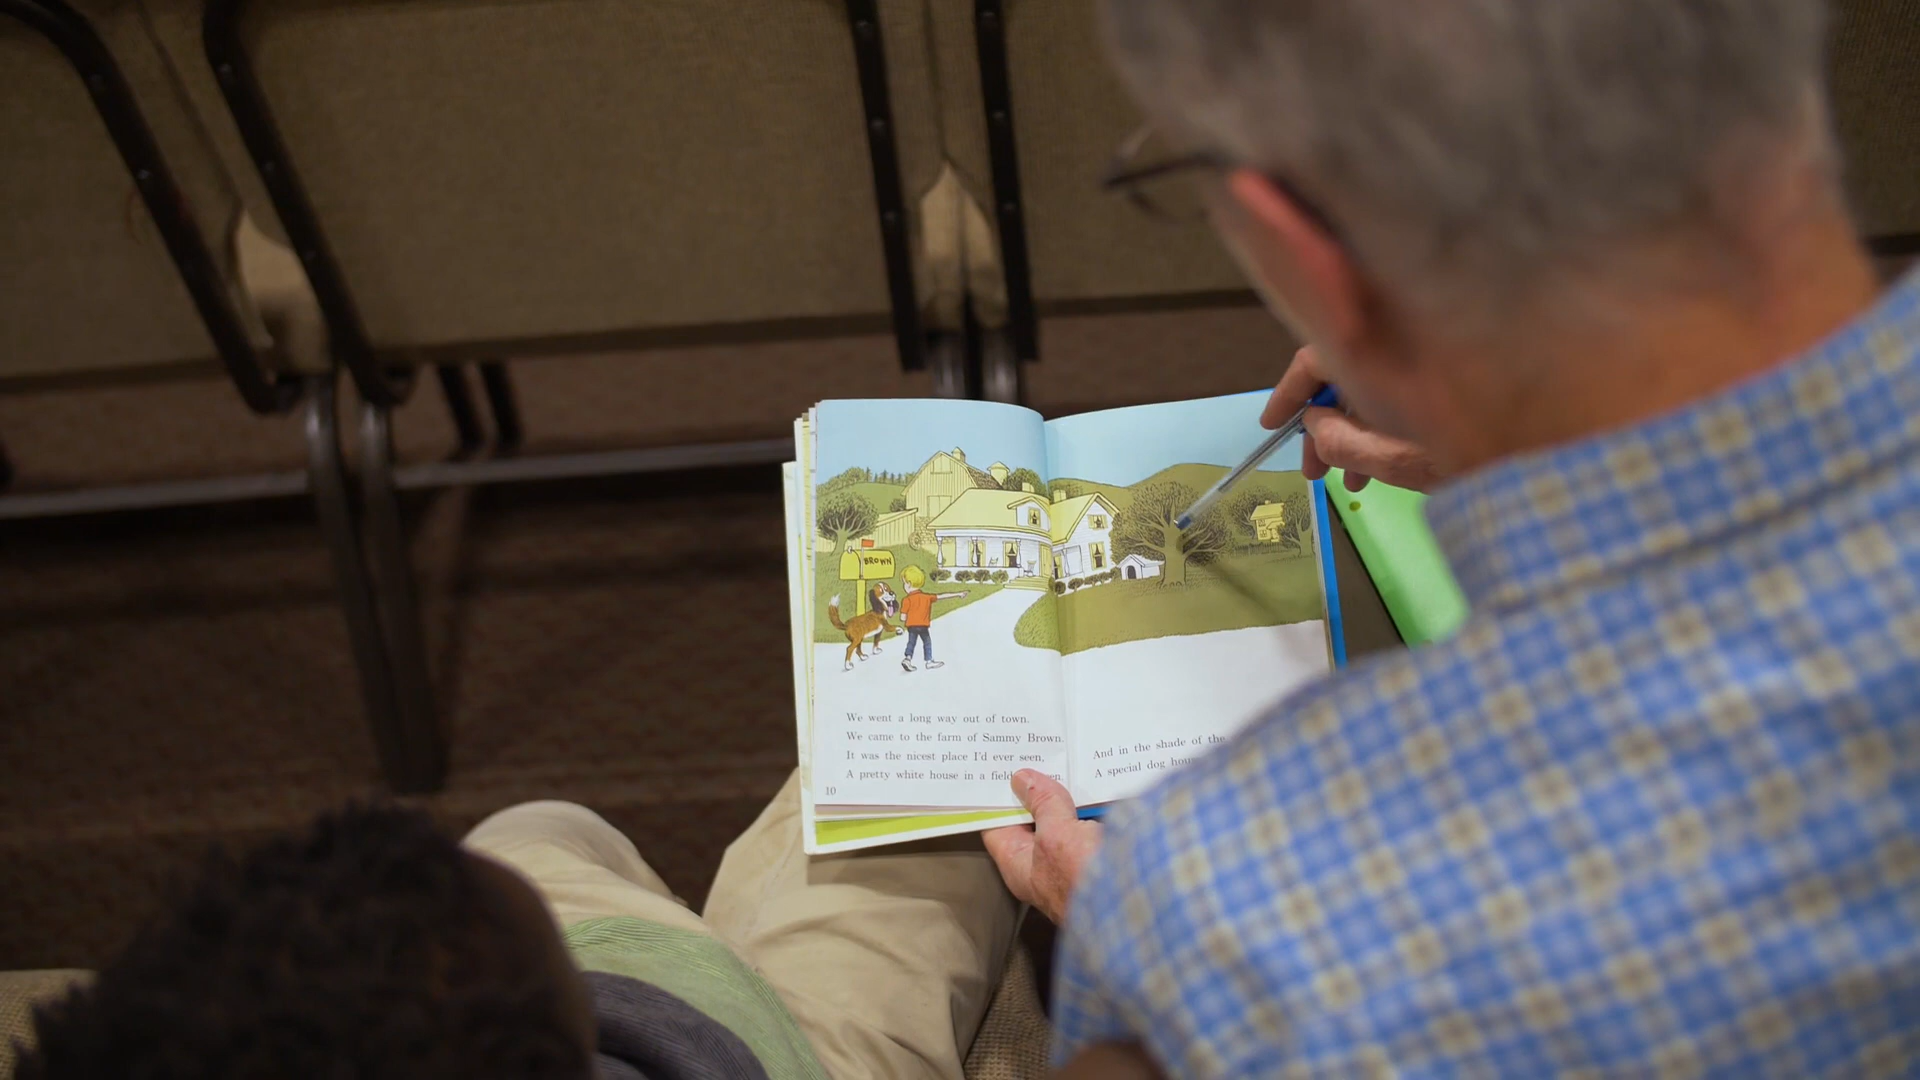 BROWN
We went a long way out of town.
We came to the farm of Sammy Brown.
It was the nicest place I'd ever seen,
A pretty white house in a field
10
And in the shade of the
A special dog